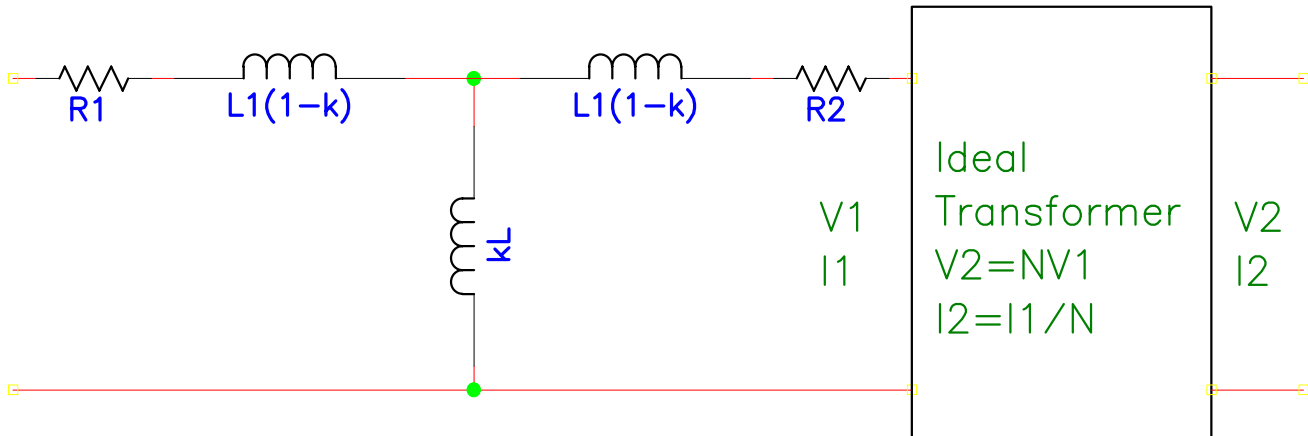 R1
L1(1-k)
L1(1-k)
R2
kL
V1
I1
Ideal
Transformer
V2=NV1
I2=I1/N
V2
I2